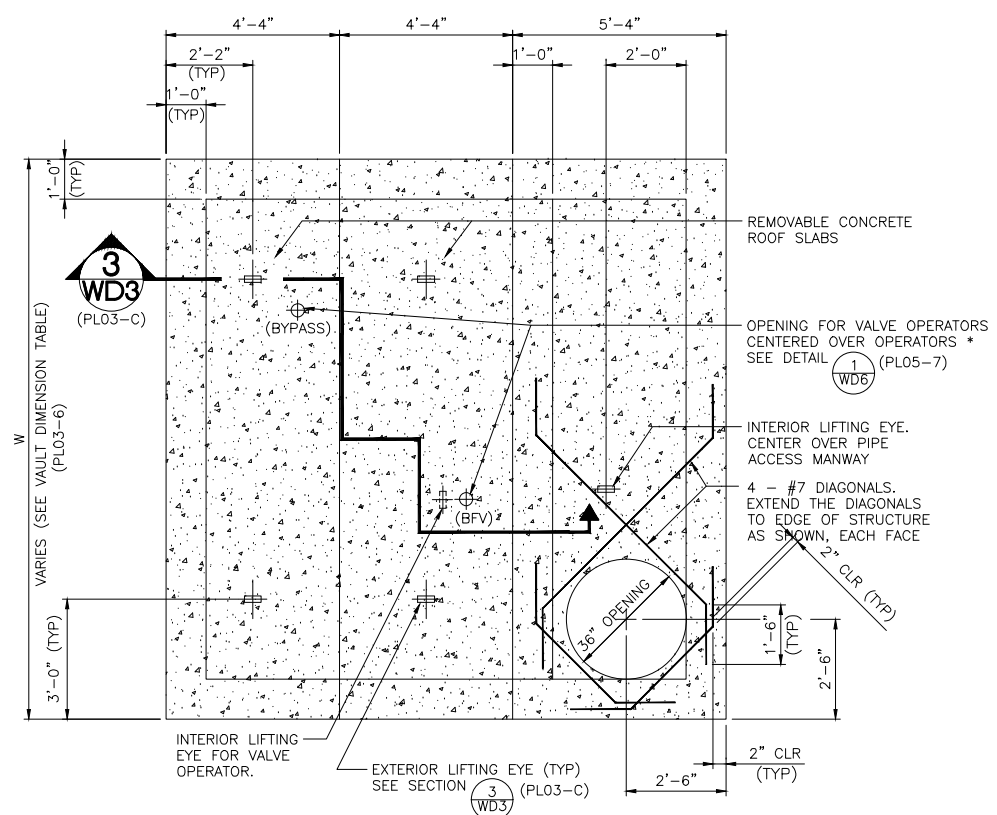 4'-4"
4'-4"
5'-4"
2'-2"
(TYP)
1'-0"
2'-0"
1'-0"
(TYP)
1'-0"
(TYP)
REMOVABLE CONCRETE
ROOF SLABS
3
WD3
(PL03-C)
(BYPASS)
OPENING FOR VALVE OPERATORS
CENTERED OVER OPERATORS *
SEE DETAIL 1 WD6 (PL05-7)
W
VARIES (SEE VAULT DIMENSION TABLE)
(PL03-6)
INTERIOR LIFTING EYE.
CENTER OVER PIPE
ACCESS MANWAY
4 - #7 DIAGONALS.
EXTEND THE DIAGONALS
TO EDGE OF STRUCTURE
AS SHOWN, EACH FACE
(BFV)
2" CLR (TYP)
36" OPENING
1'-6"
(TYP)
2'-6"
3'-0" (TYP)
INTERIOR LIFTING
EYE FOR VALVE
OPERATOR.
EXTERIOR LIFTING EYE (TYP)
SEE SECTION 3 WD3 (PL03-C)
2'-6"
2" CLR
(TYP)